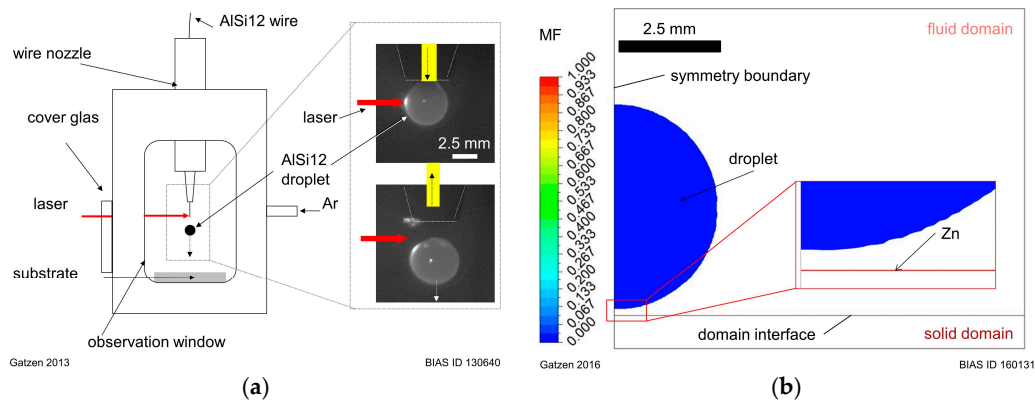 AlSi12 wire
wire nozzle
cover glas
laser
substrate
observation window
laser
2.5 mm
AlSi12
droplet
Ar
Gatzen 2013
BIAS ID 130640
(a)
MF
1.000
0.933
0.867
0.800
0.733
0.667
0.600
0.533
0.467
0.400
0.333
0.267
0.200
0.133
0.067
0.000
2.5 mm
fluid domain
symmetry boundary
droplet
Zn
domain interface
solid domain
Gatzen 2016
BIAS ID 160131
(b)